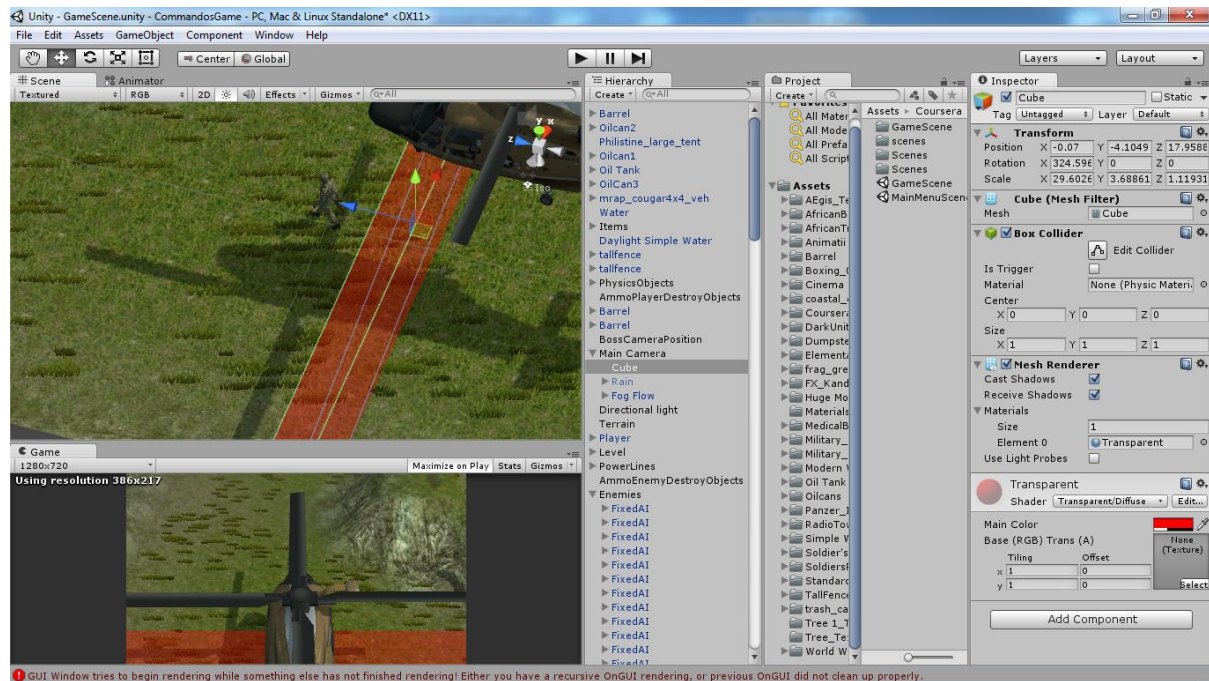 Unity - GameScene.unity - CommandosGame - PC, Mac & Linux Standalone* <DX11>
File Edit Assets GameObject Component Window Help
Center Global
Layers Layout
Scene Animator
Textured RGB 2D Effects Gizmos All
y x
z
Iso
Game
1280x720 Maximize on Play Stats Gizmos
Using resolution 386x217
Hierarchy
Create All
Barrel
Oilcan2
Philistine_large_tent
Oilcan1
Oil Tank
OilCan3
mrap_cougar4x4_veh
Water
Items
Daylight Simple Water
tallfence
tallfence
PhysicsObjects
AmmoPlayerDestroyObjects
Barrel
Barrel
BossCameraPosition
Main Camera
Cube
Rain
Fog Flow
Directional light
Terrain
Player
Level
PowerLines
AmmoEnemyDestroyObjects
Enemies
FixedAI
FixedAI
FixedAI
FixedAI
FixedAI
FixedAI
FixedAI
FixedAI
FixedAI
FixedAI
FixedAI
FixedAI
Project
Create
Favorites
All Mater
All Mode
All Prefa
All Script
Assets
AEgis_Te
AfricanB
AfricanTr
Animatii
Barrel
Boxing_
Cinema
coastal_
Coursera
DarkUnit
Dumpste
Elementa
frag_gre
FX_Kand
Huge Mo
Materials
MedicalB
Military_
Military_
Modern
Oil Tank
Oilcans
Panzer_
RadioTo
Simple W
Soldier's
Soldiers
Standard
TallFence
trash_ca
Tree 1_T
Tree_Te
World W
Assets Coursera
GameScene
scenes
Scenes
Scenes
GameScene
MainMenuScen
Inspector
Cube Static
Tag Untagged Layer Default
Transform
Position X -0.07 Y -4.1049 Z 17.9588
Rotation X 324.596 Y 0 Z 0
Scale X 29.6026 Y 3.68861 Z 1.11931
Cube (Mesh Filter)
Mesh Cube
Box Collider
Edit Collider
Is Trigger
Material None (Physic Materi
Center
X 0 Y 0 Z 0
Size
X 1 Y 1 Z 1
Mesh Renderer
Cast Shadows
Receive Shadows
Materials
Size 1
Element 0 Transparent
Use Light Probes
Transparent
Shader Transparent/Diffuse Edit...
Main Color
Base (RGB) Trans (A) None
(Texture)
Tiling Offset
x 1 0
y 1 0 Select
Add Component
GUI Window tries to begin rendering while something else has not finished rendering! Either you have a recursive OnGUI rendering, or previous OnGUI did not clean up properly.